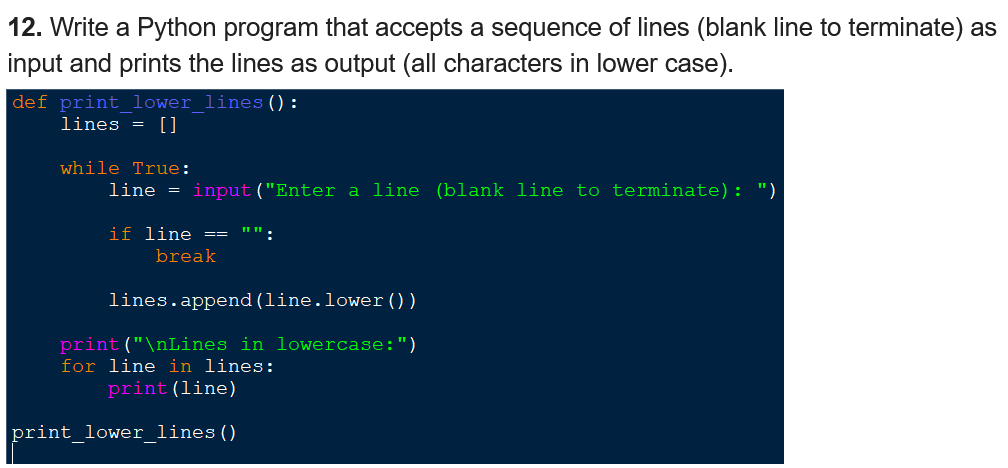 12. Write a Python program that accepts a sequence of lines (blank line to terminate) as
input and prints the lines as output (all characters in lower case).
def print_lower_lines():
    lines = []
    while True:
        line = input("Enter a line (blank line to terminate): ")
        if line == "":
            break
        lines.append(line.lower())
    print("\nLines in lowercase:")
    for line in lines:
        print(line)
print_lower_lines()